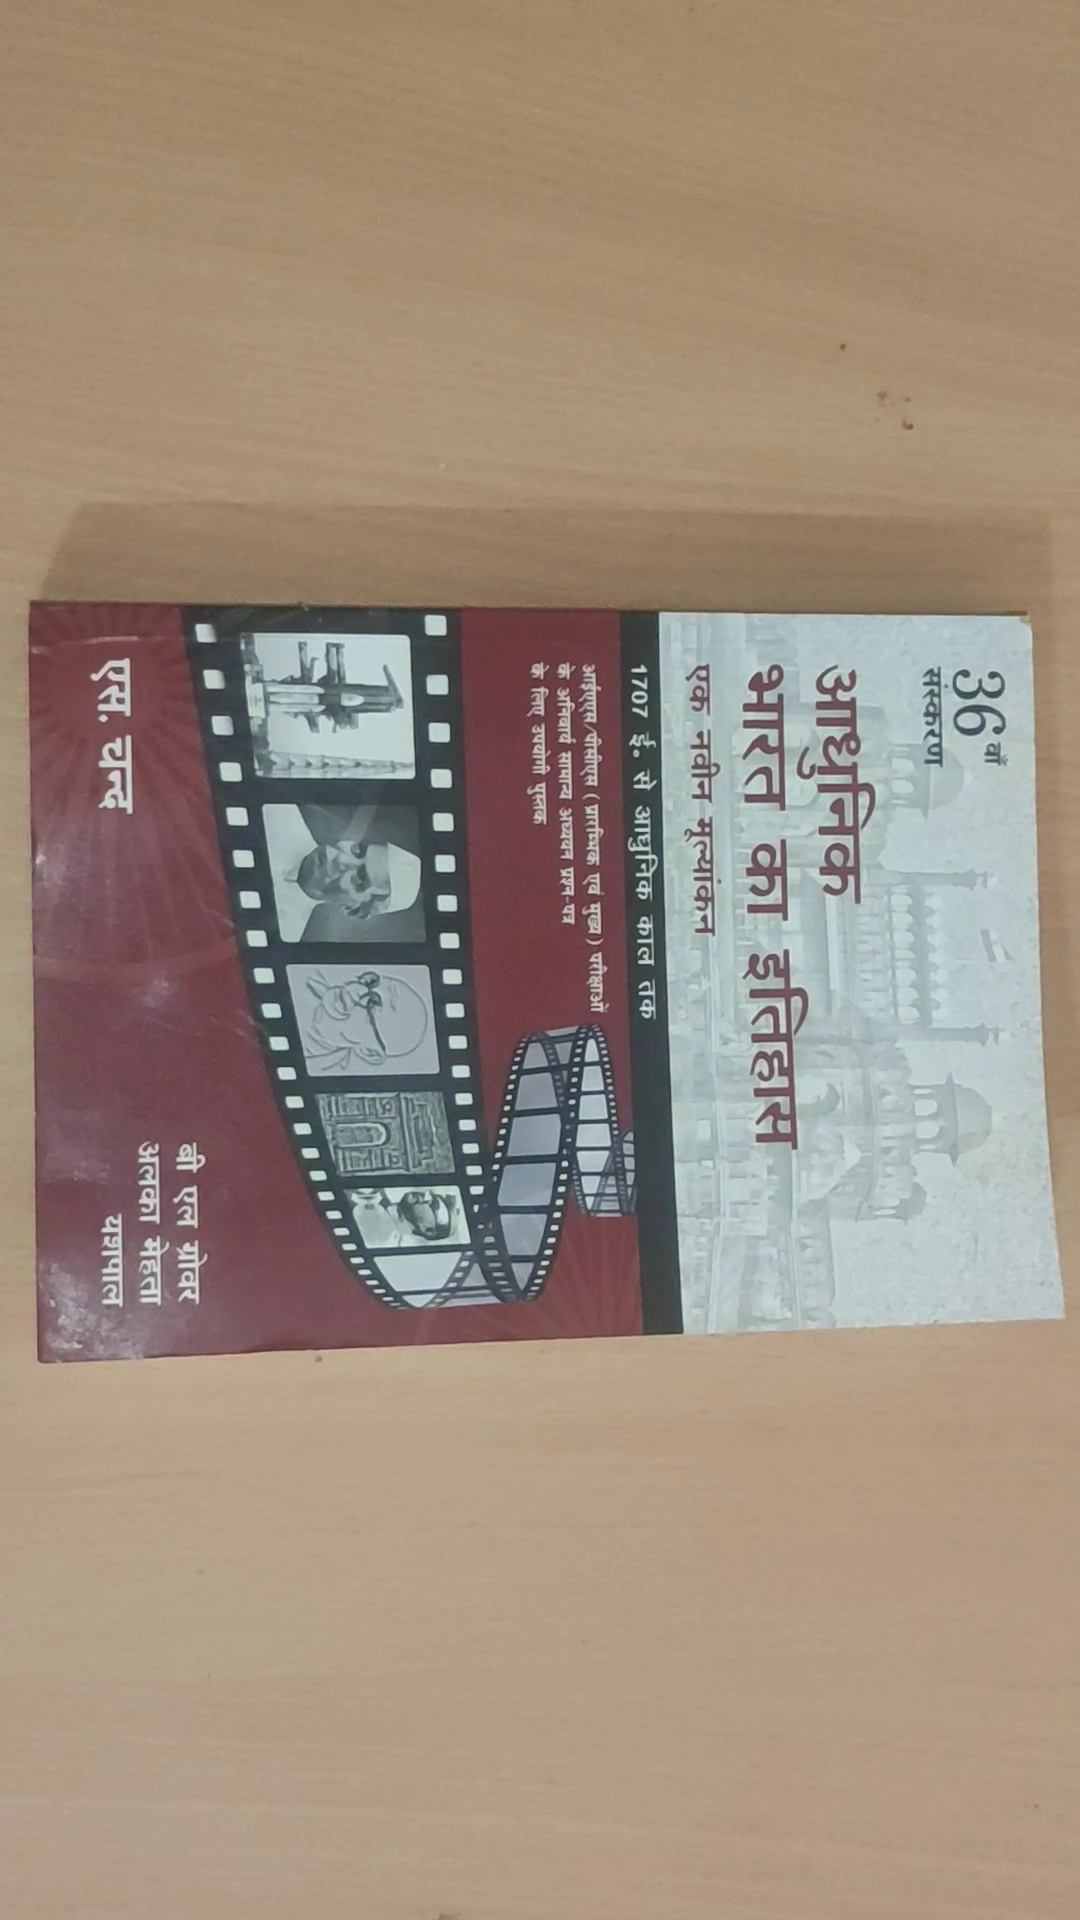 36वाँ
संस्करण
आधुनिक
भारत का इतिहास
एक नवीन मूल्यांकन
1707 ई. से आधुनिक काल तक
आईएएस/पीसीएस (प्रारम्भिक एवं मुख्य) परीक्षाओं
के अनिवार्य सामान्य अध्ययन प्रश्न-पत्र
के लिए उपयोगी पुस्तक
बी एल ग्रोवर
अलका मेहता
यशपाल
एस. चन्द